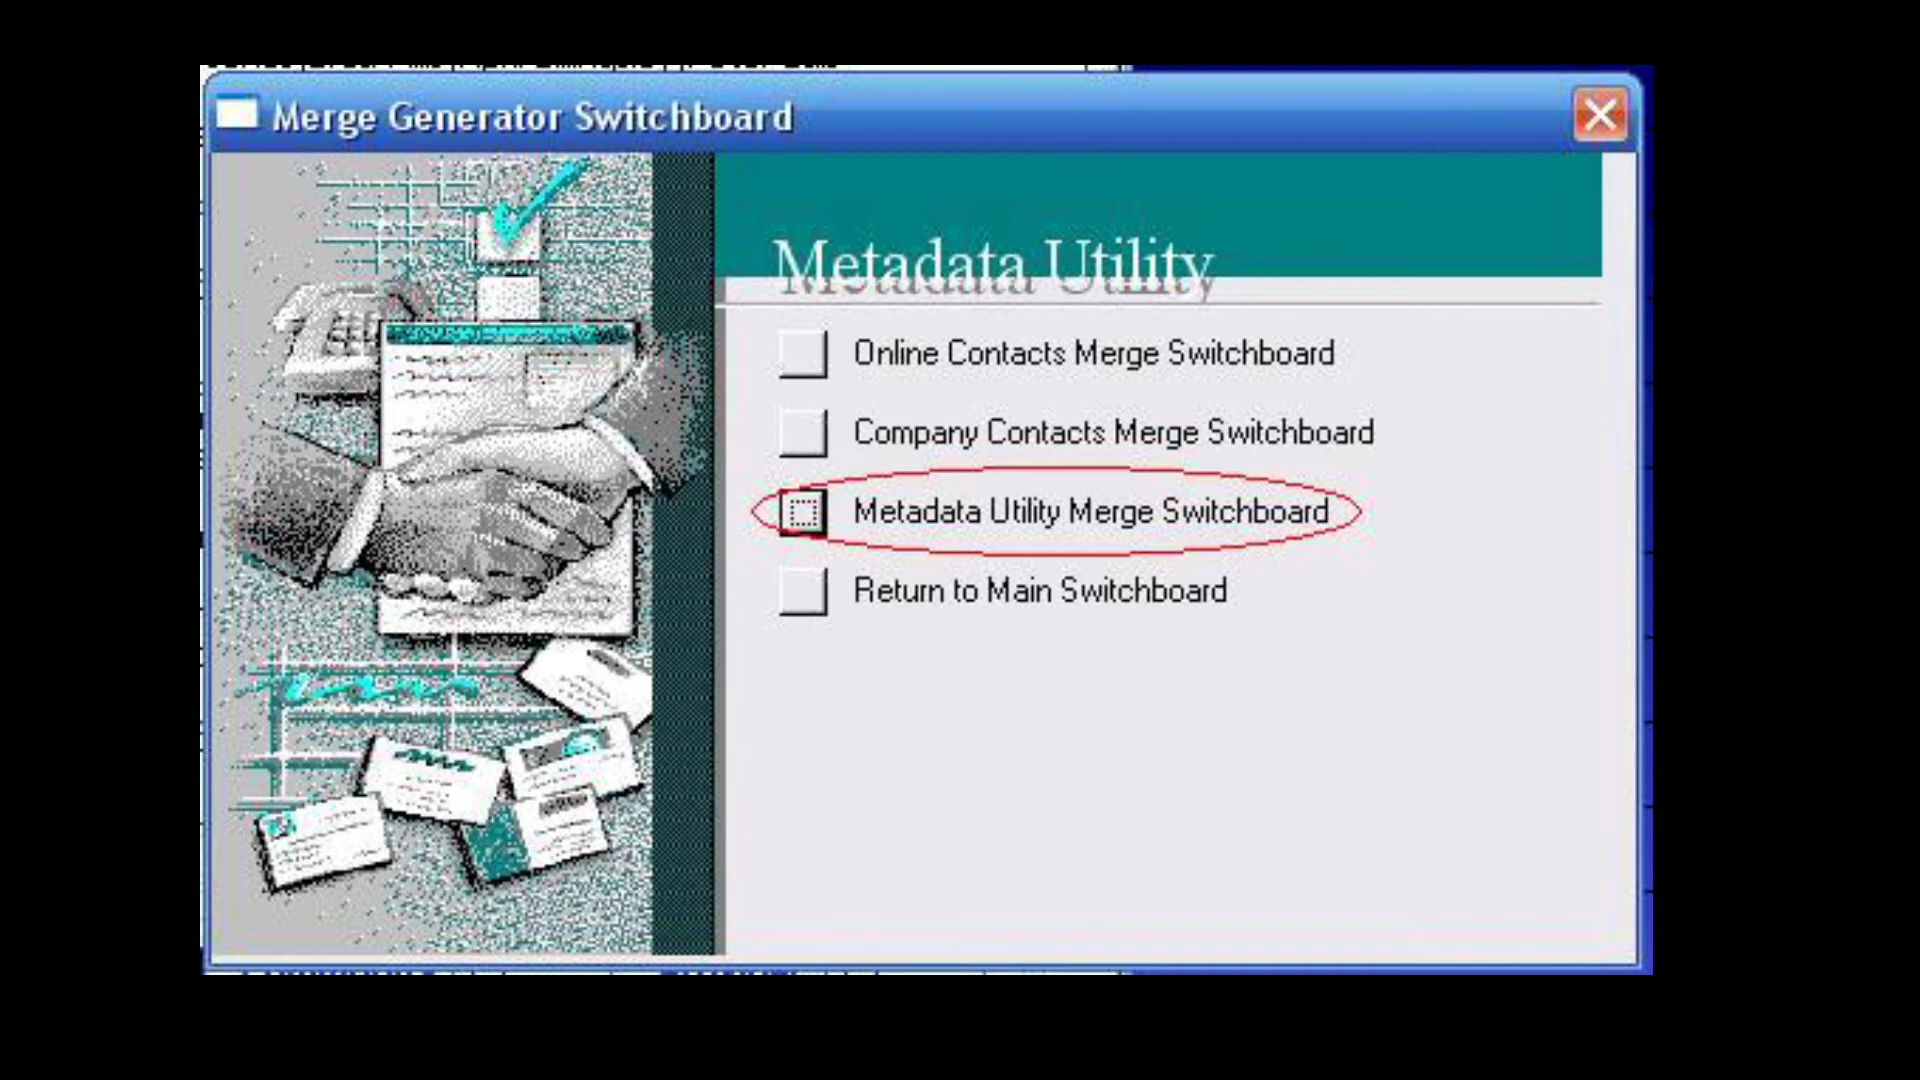 Merge Generator Switchboard
Metadata Utility
Online Contacts Merge Switchboard
Company Contacts Merge Switchboard
Metadata Utility Merge Switchboard
Return to Main Switchboard